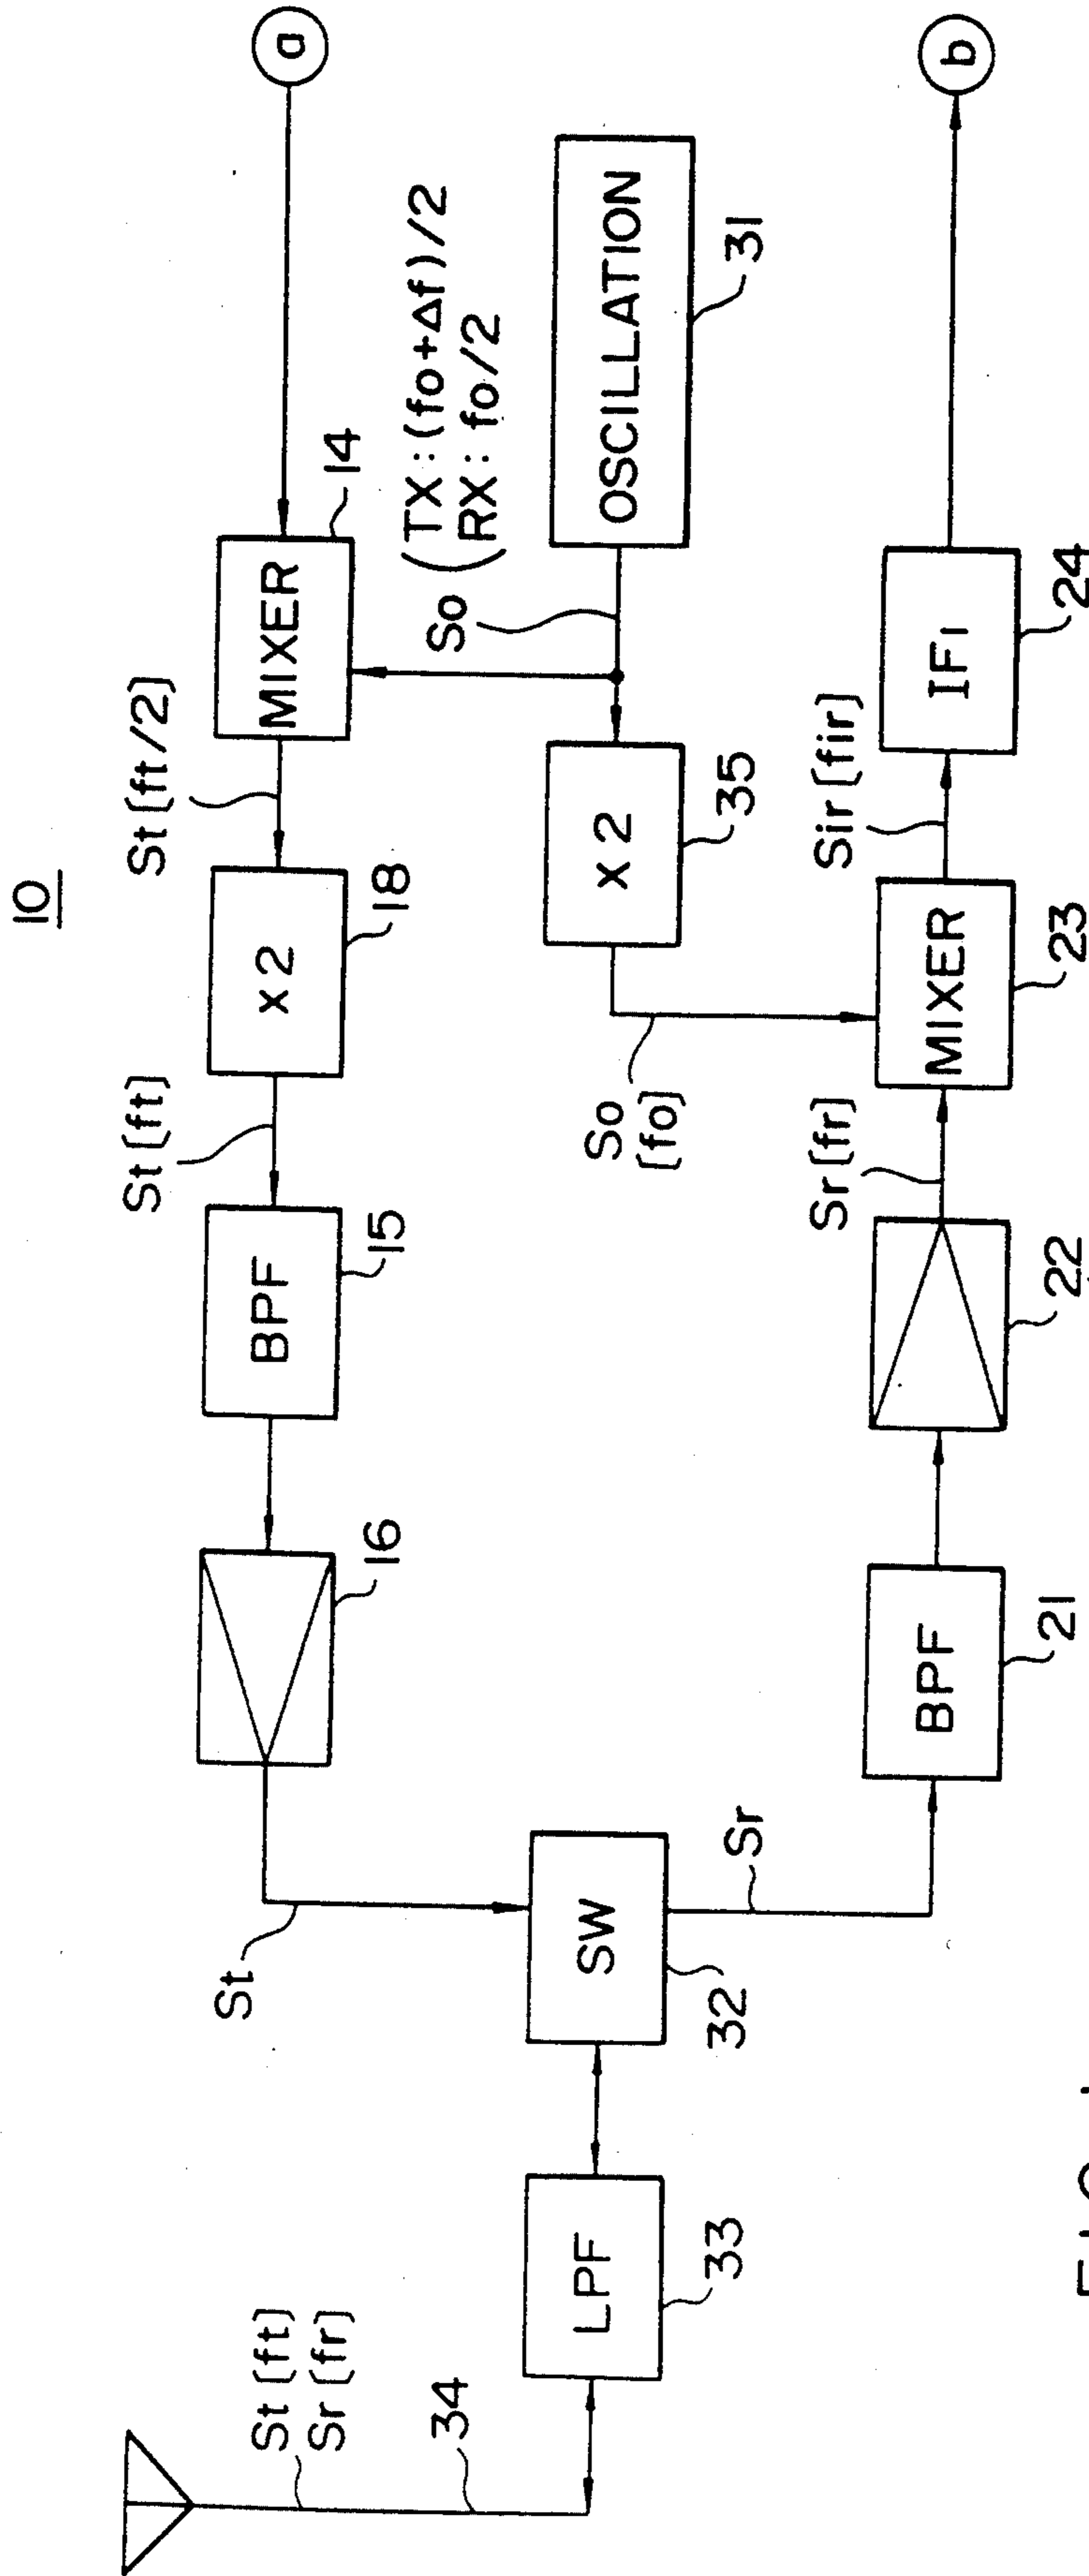 10
St [ft]
Sr [fr]
34
LPF
33
SW
32
St
Sr
16
BPF
15
St [ft]
X 2
18
St [ft/2]
MIXER
14
a
(TX : (fo+Δf)/2
RX : fo/2
So
OSCILLATION
31
X 2
35
So
[fo]
BPF
21
22
Sr [fr]
MIXER
23
Sir [fir]
IF1
24
b